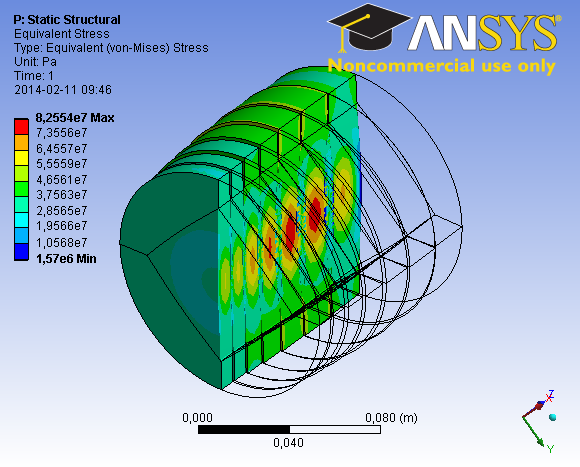 P: Static Structural
Equivalent Stress
Type: Equivalent (von-Mises) Stress
Unit: Pa
Time: 1
2014-02-11 09:46
ANSYS®
Noncommercial use only
8,2554e7 Max
7,3556e7
6,4557e7
5,5559e7
4,6561e7
3,7563e7
2,8565e7
1,9566e7
1,0568e7
1,57e6 Min
0,000
0,080 (m)
0,040
Z
X
Y